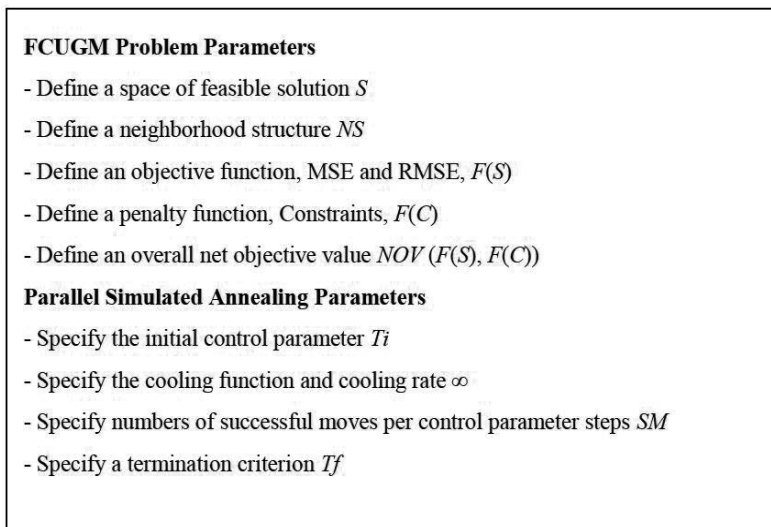 FCUGM Problem Parameters
- Define a space of feasible solution S
- Define a neighborhood structure NS
- Define an objective function, MSE and RMSE, F(S)
- Define a penalty function, Constraints, F(C)
- Define an overall net objective value NOV (F(S), F(C))
Parallel Simulated Annealing Parameters
- Specify the initial control parameter Ti
- Specify the cooling function and cooling rate ∞
- Specify numbers of successful moves per control parameter steps SM
- Specify a termination criterion Tf